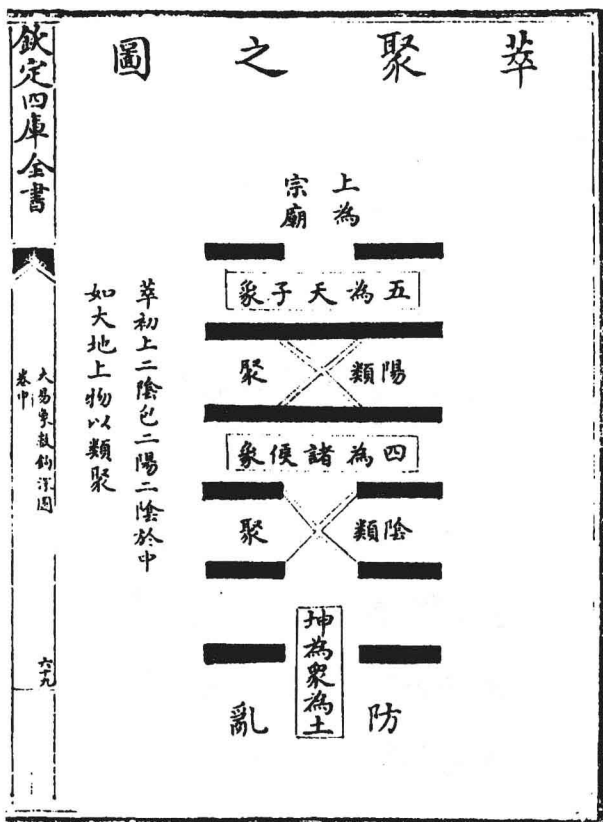 萃聚之圖
上為
宗廟
五為天子象
陽類聚
四為諸侯象
陰類聚
坤為衆為土
防亂
萃初上二陰包二陽二陰於中
如大地上物以類聚
欽定四庫全書
大易象數鉤深圖
卷中
六十九